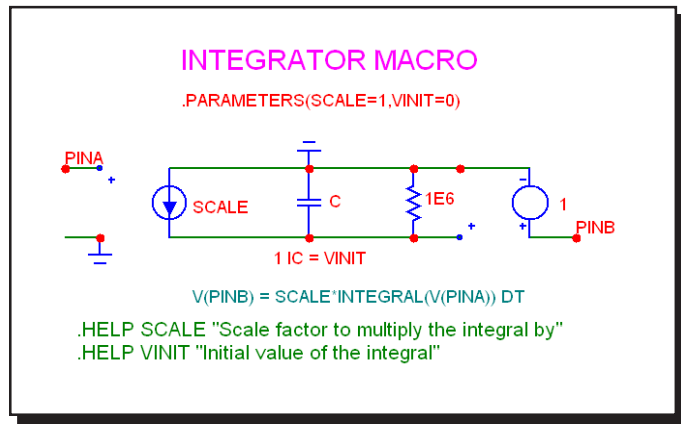 INTEGRATOR MACRO
.PARAMETERS(SCALE=1,VINIT=0)
PINA
SCALE
C
1E6
1
PINB
1 IC = VINIT
V(PINB) = SCALE*INTEGRAL(V(PINA)) DT
.HELP SCALE "Scale factor to multiply the integral by"
.HELP VINIT "Initial value of the integral"